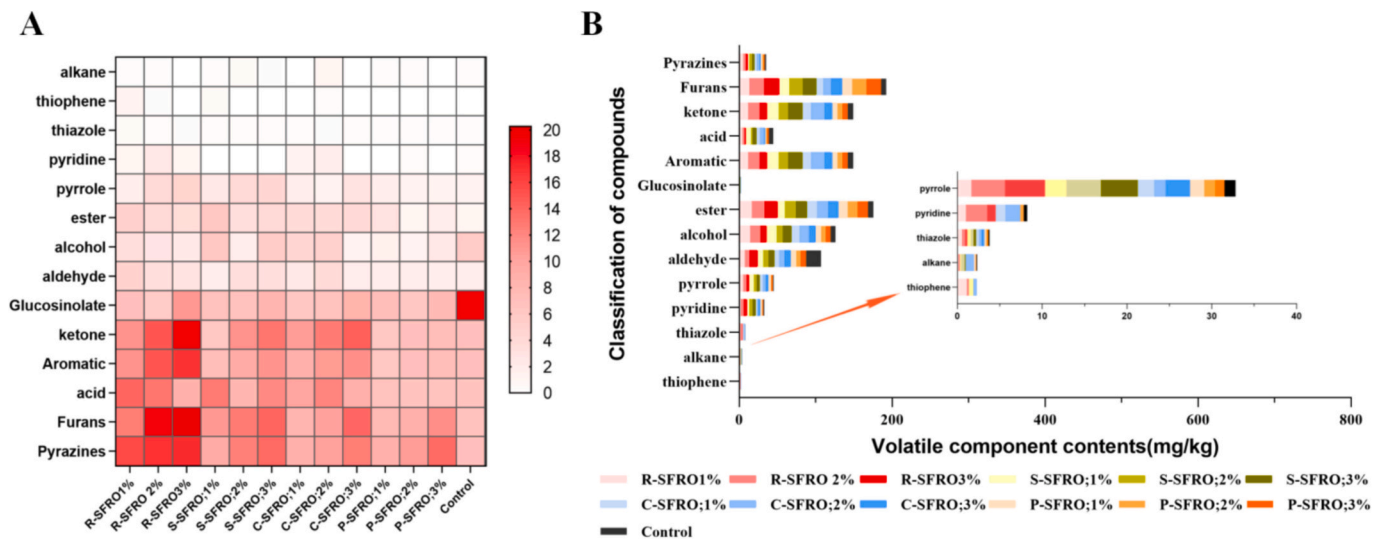 A
alkane
thiophene
thiazole
pyridine
pyrrole
ester
alcohol
aldehyde
Glucosinolate
ketone
Aromatic
acid
Furans
Pyrazines
R-SFRO1%
R-SFRO 2%
R-SFRO3%
S-SFRO;1%
S-SFRO;2%
S-SFRO;3%
C-SFRO;1%
C-SFRO;2%
C-SFRO;3%
P-SFRO;1%
P-SFRO;2%
P-SFRO;3%
Control
20
18
16
14
12
10
8
6
4
2
0
B
Classification of compounds
Pyrazines
Furans
ketone
acid
Aromatic
Glucosinolate
ester
alcohol
aldehyde
pyrrole
pyridine
thiazole
alkane
thiophene
0 200 400 600 800
Volatile component contents(mg/kg)
pyrrole
pyridine
thiazole
alkane
thiophene
0 10 20 30 40
R-SFRO1% R-SFRO 2% R-SFRO3% S-SFRO;1% S-SFRO;2% S-SFRO;3%
C-SFRO;1% C-SFRO;2% C-SFRO;3% P-SFRO;1% P-SFRO;2% P-SFRO;3%
Control